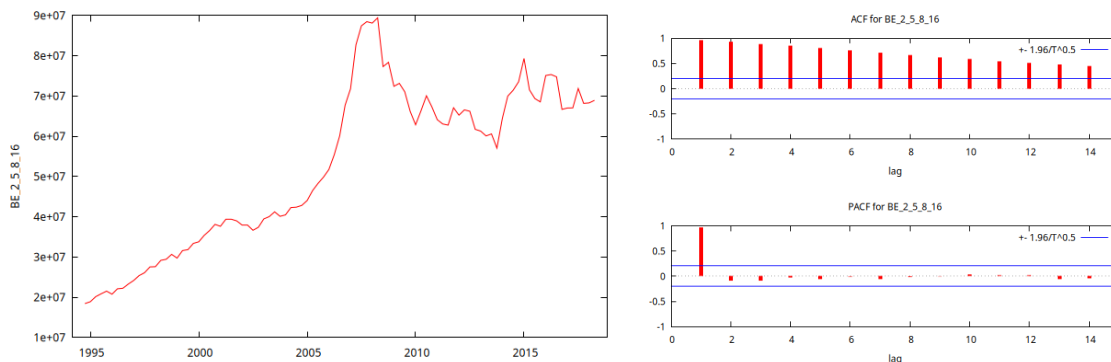 BE_2_5_8_16
9e+07
8e+07
7e+07
6e+07
5e+07
4e+07
3e+07
2e+07
1e+07
1995 2000 2005 2010 2015
ACF for BE_2_5_8_16
+- 1.96/T^0.5
1
0.5
0
-0.5
-1
0 2 4 6 8 10 12 14
lag
PACF for BE_2_5_8_16
+- 1.96/T^0.5
1
0.5
0
-0.5
-1
0 2 4 6 8 10 12 14
lag